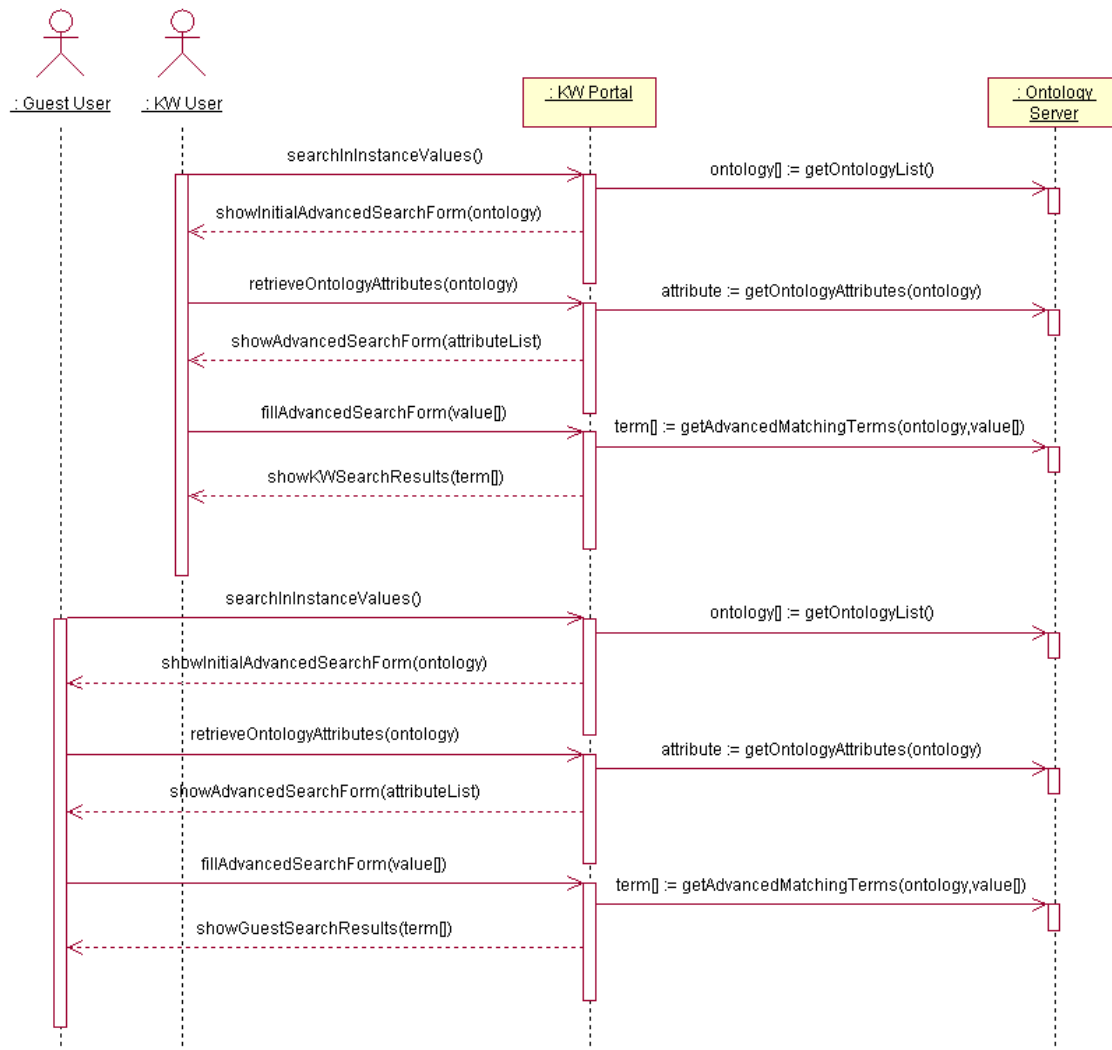 : Guest User
: KW User
: KW Portal
: Ontology
Server
searchInInstanceValues()
ontology[] := getOntologyList()
showInitialAdvancedSearchForm(ontology)
retrieveOntologyAttributes(ontology)
attribute := getOntologyAttributes(ontology)
showAdvancedSearchForm(attributeList)
fillAdvancedSearchForm(value[])
term[] := getAdvancedMatchingTerms(ontology,value[])
showKWSearchResults(term[])
searchInInstanceValues()
ontology[] := getOntologyList()
showInitialAdvancedSearchForm(ontology)
retrieveOntologyAttributes(ontology)
attribute := getOntologyAttributes(ontology)
showAdvancedSearchForm(attributeList)
fillAdvancedSearchForm(value[])
term[] := getAdvancedMatchingTerms(ontology,value[])
showGuestSearchResults(term[])